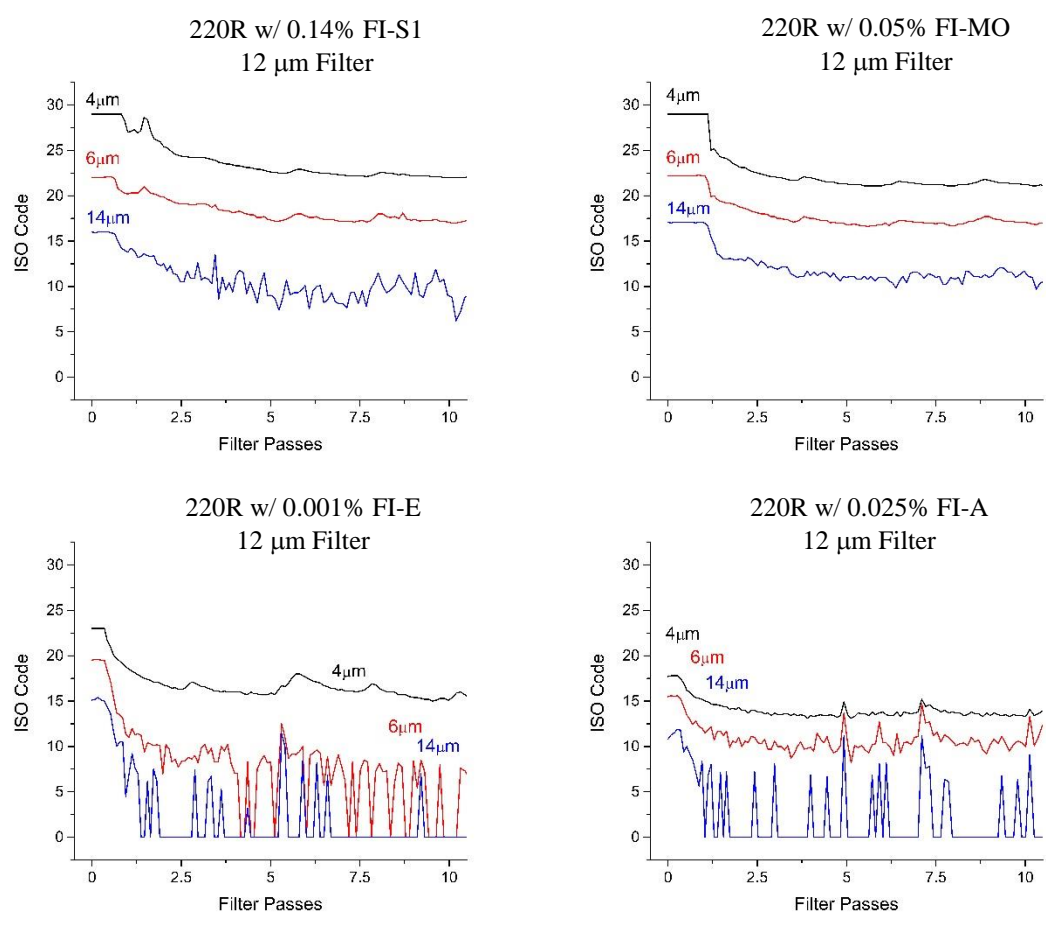 220R w/ 0.14% FI-S1
12 μm Filter
30
25
20
15
10
5
0
ISO Code
4μm
6μm
14μm
0
2.5
5
7.5
10
Filter Passes
220R w/ 0.05% FI-MO
12 μm Filter
30
25
20
15
10
5
0
ISO Code
4μm
6μm
14μm
0
2.5
5
7.5
10
Filter Passes
220R w/ 0.001% FI-E
12 μm Filter
30
25
20
15
10
5
0
ISO Code
4μm
6μm
14μm
0
2.5
5
7.5
10
Filter Passes
220R w/ 0.025% FI-A
12 μm Filter
30
25
20
15
10
5
0
ISO Code
4μm
6μm
14μm
0
2.5
5
7.5
10
Filter Passes